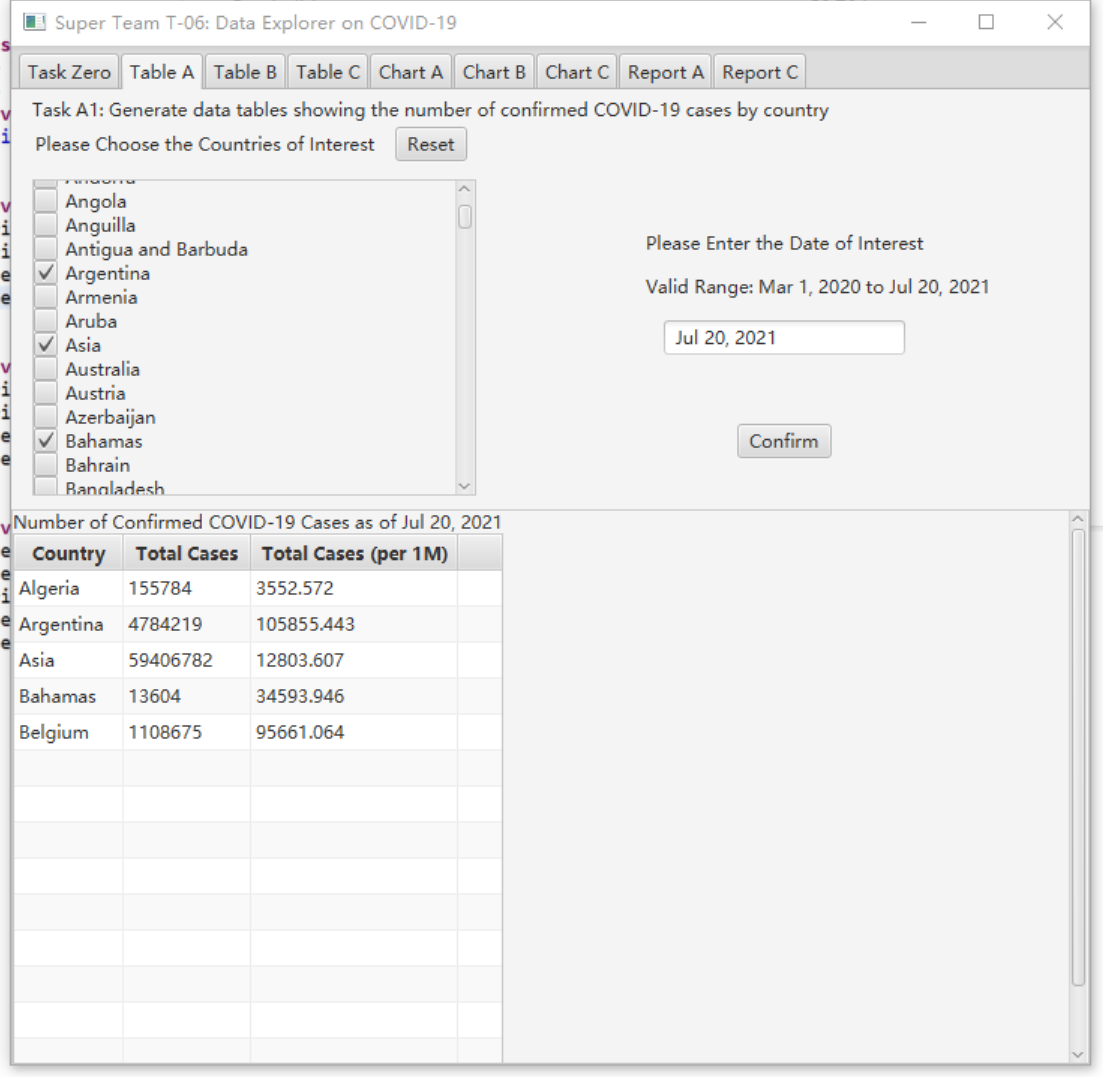 Super Team T-06: Data Explorer on COVID-19
Task Zero Table A Table B Table C Chart A Chart B Chart C Report A Report C
Task A1: Generate data tables showing the number of confirmed COVID-19 cases by country
Please Choose the Countries of Interest Reset
Andorra
Angola
Anguilla
Antigua and Barbuda
Argentina
Armenia
Aruba
Asia
Australia
Austria
Azerbaijan
Bahamas
Bahrain
Bangladesh
Please Enter the Date of Interest
Valid Range: Mar 1, 2020 to Jul 20, 2021
Jul 20, 2021
Confirm
Number of Confirmed COVID-19 Cases as of Jul 20, 2021
Country Total Cases Total Cases (per 1M)
Algeria 155784 3552.572
Argentina 4784219 105855.443
Asia 59406782 12803.607
Bahamas 13604 34593.946
Belgium 1108675 95661.064